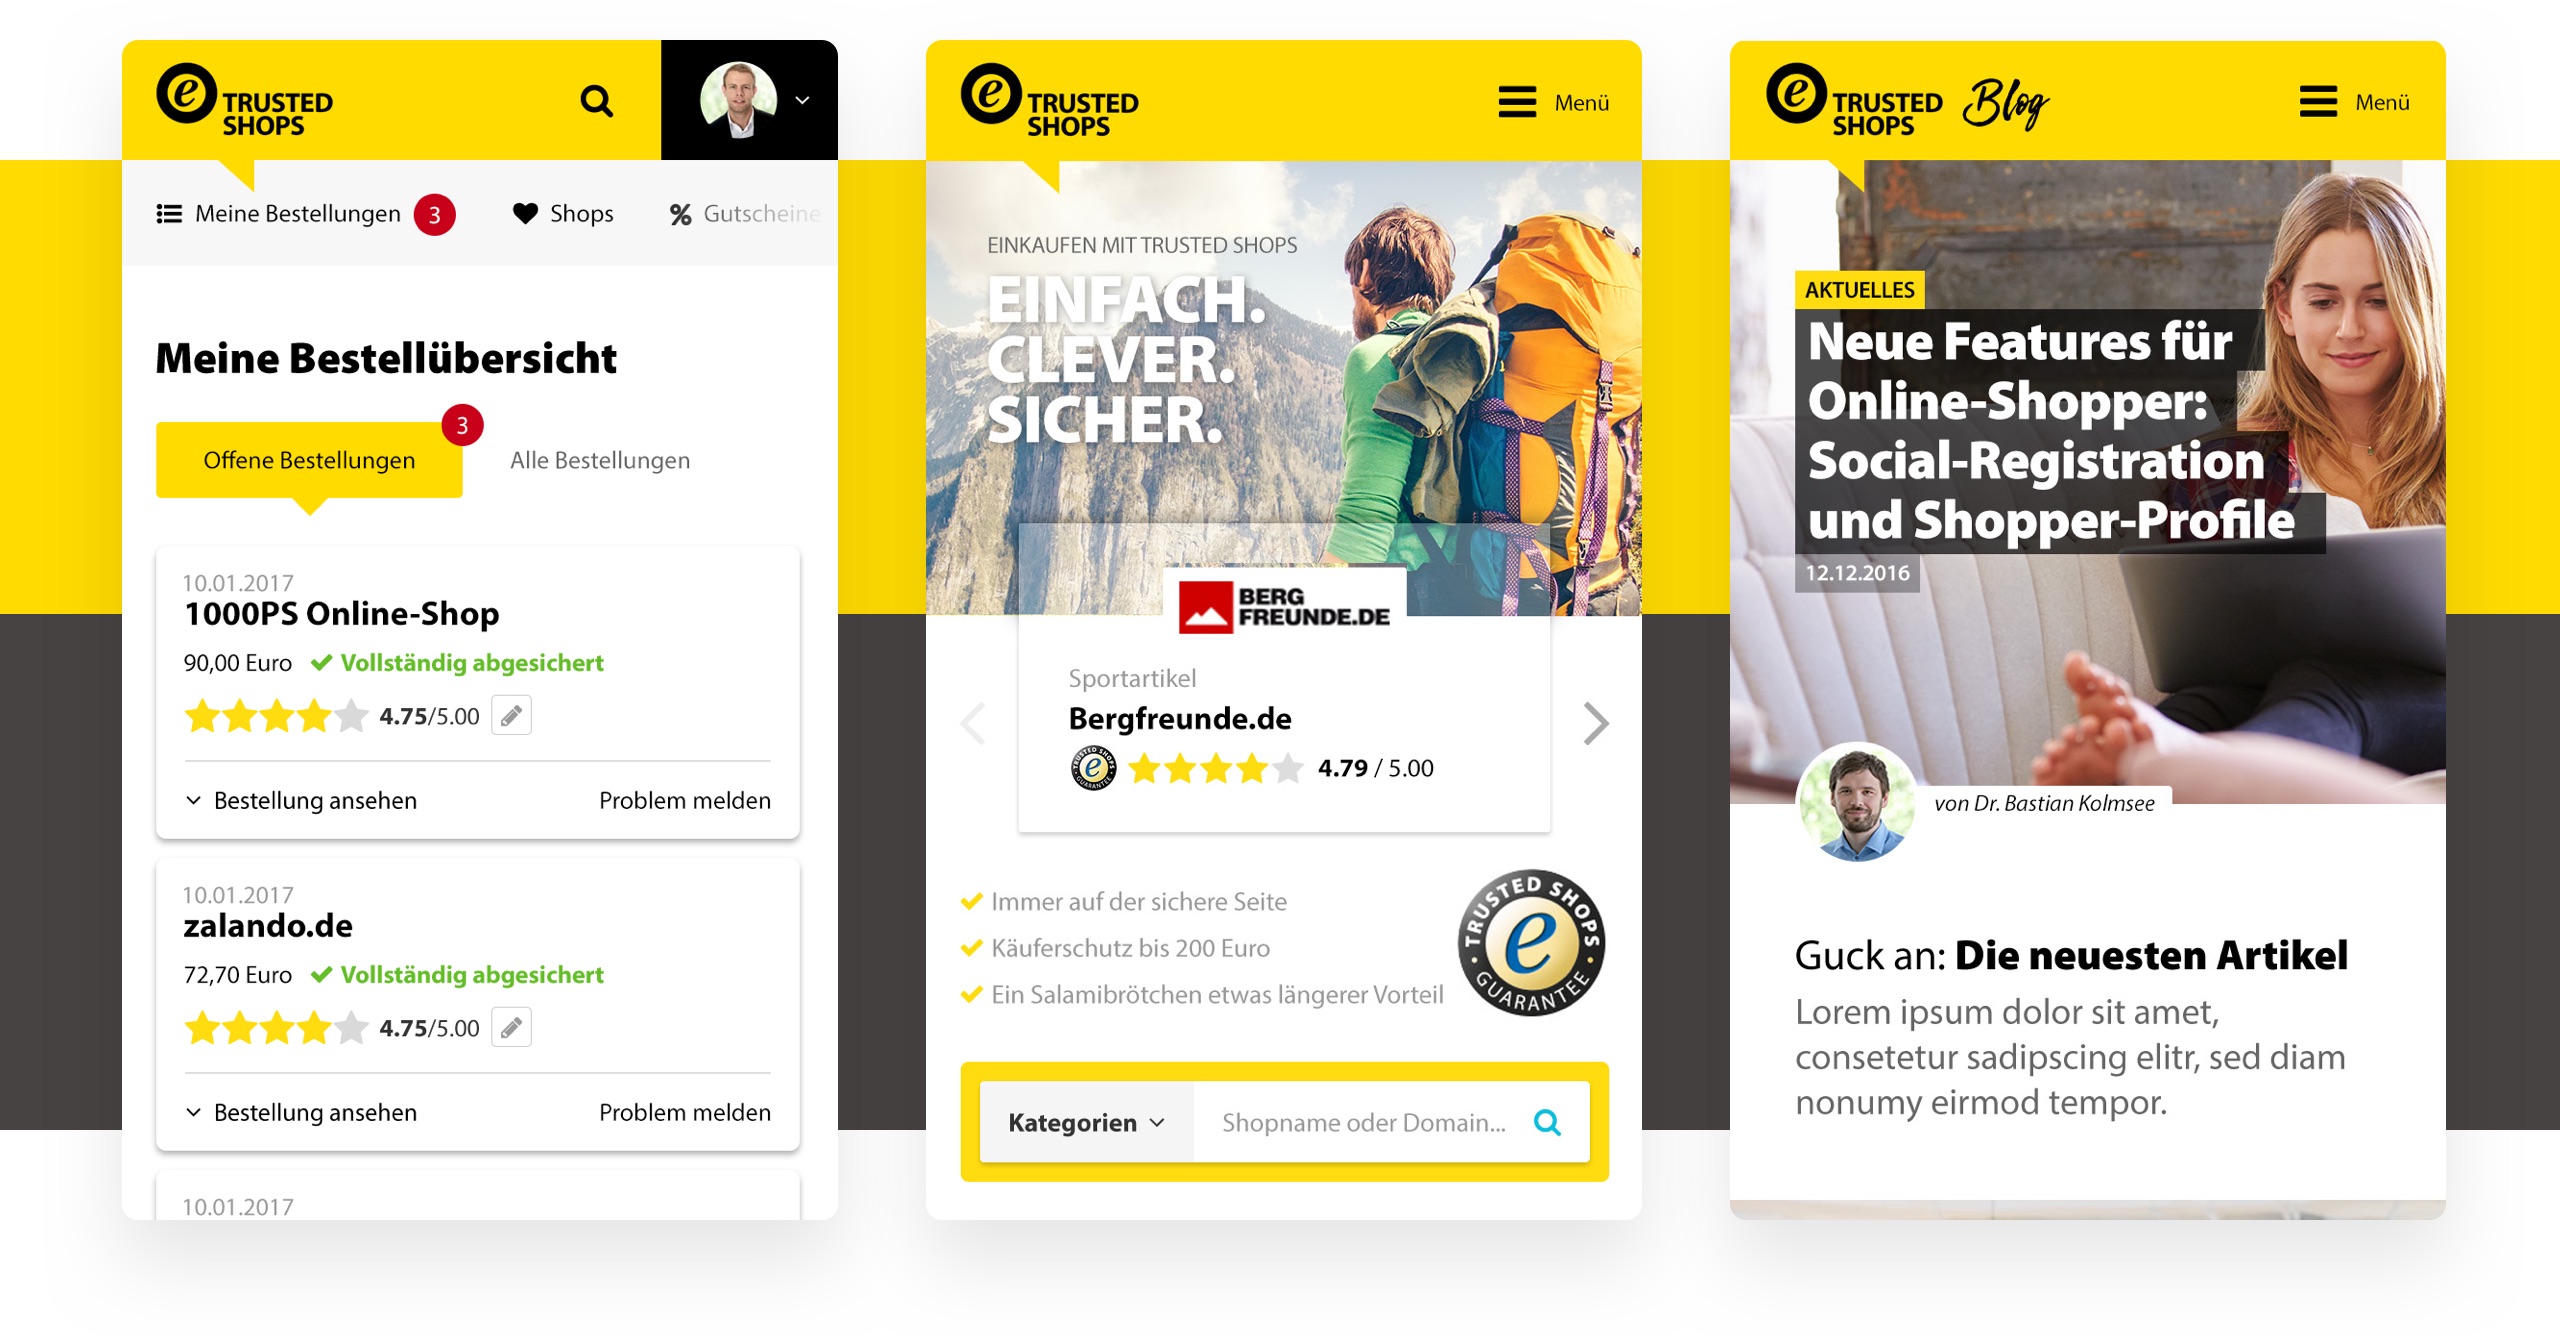 e TRUSTED
SHOPS
Meine Bestellungen 3 Shops % Gutscheine
Meine Bestellübersicht
Offene Bestellungen 3 Alle Bestellungen
10.01.2017
1000PS Online-Shop
90,00 Euro Vollständig abgesichert
4.75/5.00
Bestellung ansehen Problem melden
10.01.2017
zalando.de
72,70 Euro Vollständig abgesichert
4.75/5.00
Bestellung ansehen Problem melden
10.01.2017
e TRUSTED
SHOPS
Menü
EINKAUFEN MIT TRUSTED SHOPS
EINFACH.
CLEVER.
SICHER.
BERG
FREUNDE.DE
Sportartikel
Bergfreunde.de
TRUSTED SHOPS e GUARANTEE
4.79 / 5.00
Immer auf der sichere Seite
Käuferschutz bis 200 Euro
Ein Salamibrötchen etwas längerer Vorteil
TRUSTED SHOPS
e
GUARANTEE
Kategorien Shopname oder Domain...
e TRUSTED
SHOPS
Blog
Menü
AKTUELLES
Neue Features für
Online-Shopper:
Social-Registration
und Shopper-Profile
12.12.2016
von Dr. Bastian Kolmsee
Guck an: Die neuesten Artikel
Lorem ipsum dolor sit amet,
consetetur sadipscing elitr, sed diam
nonumy eirmod tempor.